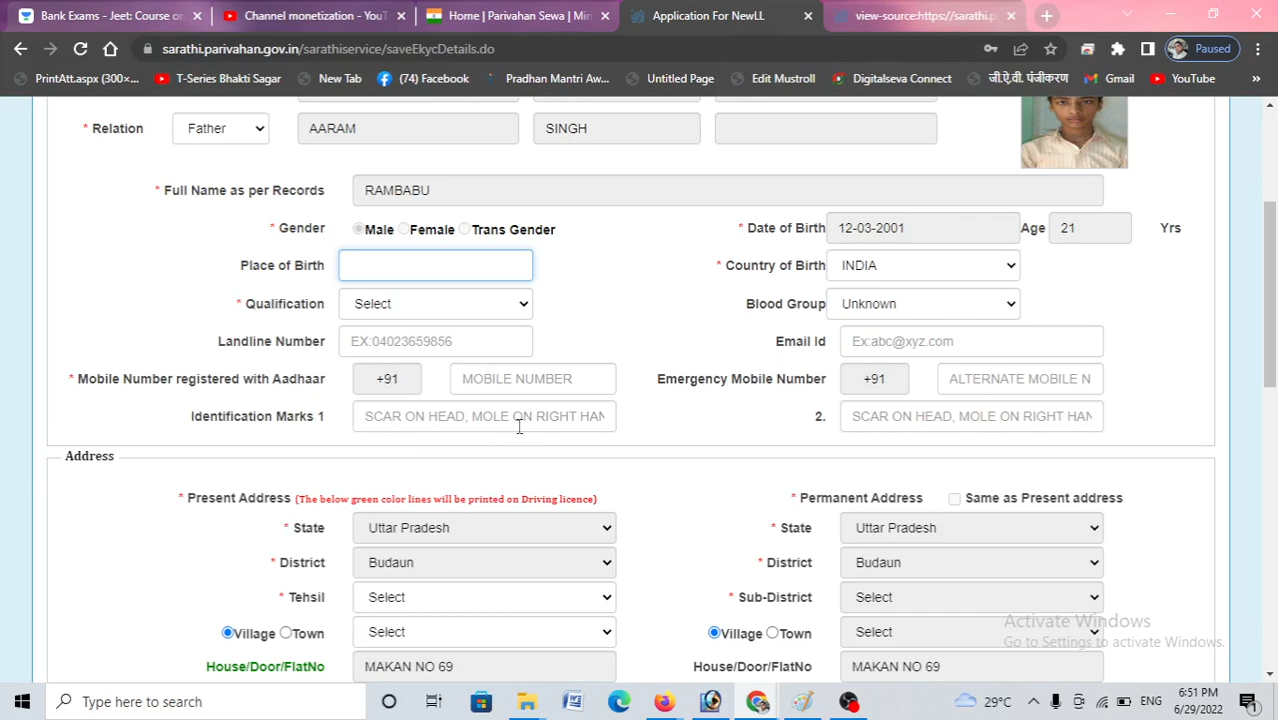 Bank Exams - Jeet: Course on
Channel monetization - YouT
Home | Parivahan Sewa | Min
Application For NewLL
view-source:https://sarathi.p
sarathi.parivahan.gov.in/sarathiservice/saveEkycDetails.do
Paused
PrintAtt.aspx (300×...
T-Series Bhakti Sagar
New Tab
(74) Facebook
Pradhan Mantri Aw...
Untitled Page
Edit Mustroll
Digitalseva Connect
जी.ऐ.वी. पंजीकरण
Gmail
YouTube
»
* Relation Father AARAM SINGH
* Full Name as per Records RAMBABU
* Gender Male Female Trans Gender * Date of Birth 12-03-2001 Age 21 Yrs
Place of Birth * Country of Birth INDIA
* Qualification Select Blood Group Unknown
Landline Number EX:04023659856 Email Id Ex:abc@xyz.com
* Mobile Number registered with Aadhaar +91 MOBILE NUMBER Emergency Mobile Number +91 ALTERNATE MOBILE N
Identification Marks 1 SCAR ON HEAD, MOLE ON RIGHT HAN 2. SCAR ON HEAD, MOLE ON RIGHT HAN
Address
* Present Address (The below green color lines will be printed on Driving licence) * Permanent Address Same as Present address
* State Uttar Pradesh * State Uttar Pradesh
* District Budaun * District Budaun
* Tehsil Select * Sub-District Select
Village Town Select Village Town Select
House/Door/FlatNo MAKAN NO 69 House/Door/FlatNo MAKAN NO 69
Activate Windows
Go to Settings to activate Windows.
Type here to search
29°C
ENG
6:51 PM
6/29/2022
1